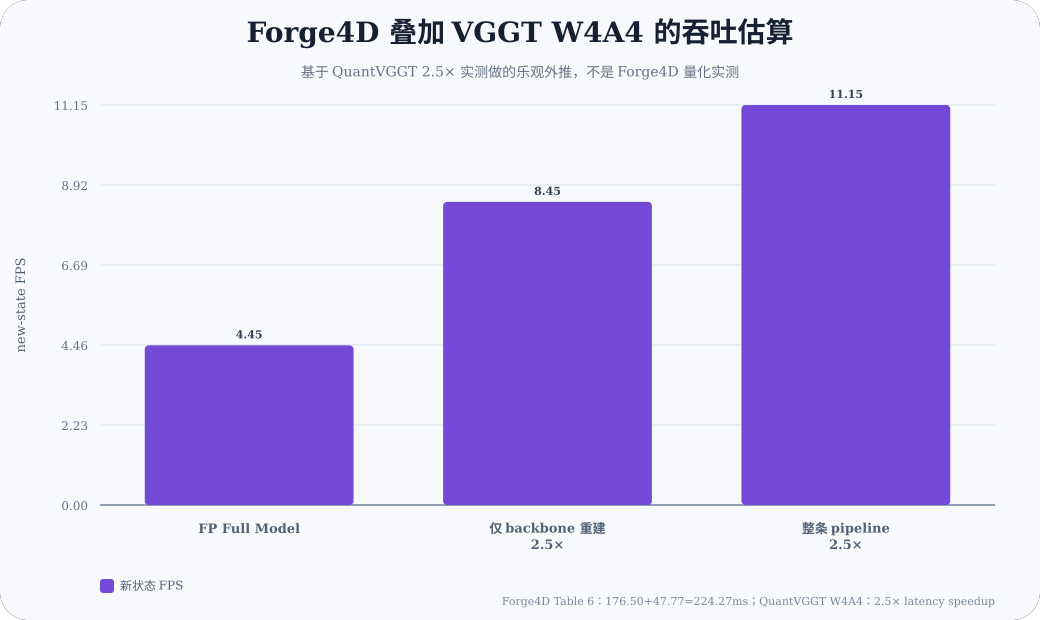 Forge4D 叠加 VGGT W4A4 的吞吐估算
基于 QuantVGGT 2.5× 实测做的乐观外推，不是 Forge4D 量化实测
new-state FPS
11.15
8.92
6.69
4.46
2.23
0.00
4.45
8.45
11.15
FP Full Model
仅 backbone 重建
2.5×
整条 pipeline
2.5×
新状态 FPS
Forge4D Table 6：176.50+47.77=224.27ms；QuantVGGT W4A4：2.5× latency speedup